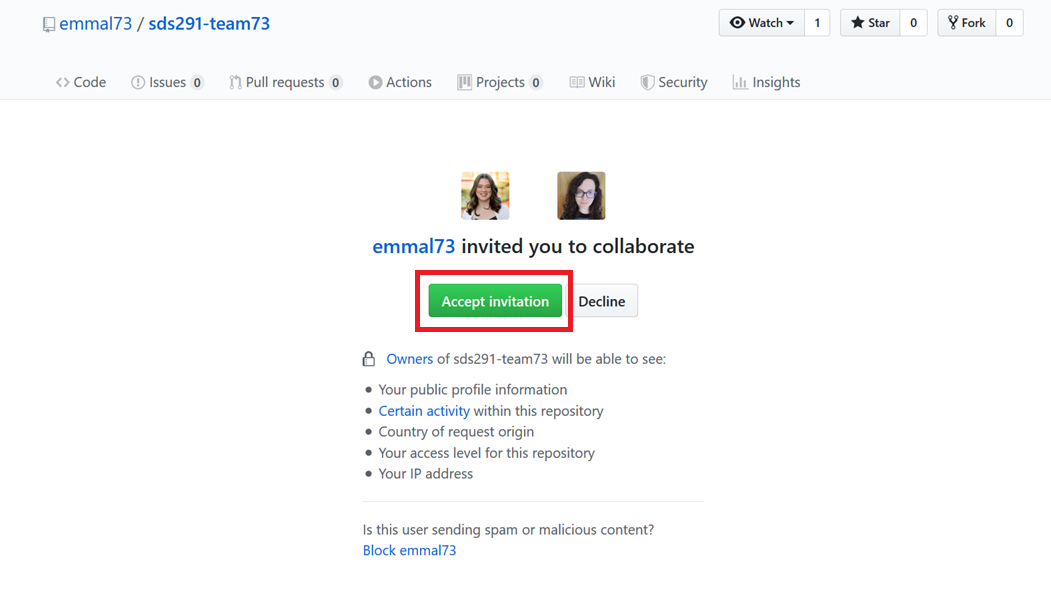 emmal73 / sds291-team73
Watch 1 Star 0 Fork 0
Code Issues 0 Pull requests 0 Actions Projects 0 Wiki Security Insights
emmal73 invited you to collaborate
Accept invitation Decline
Owners of sds291-team73 will be able to see:
Your public profile information
Certain activity within this repository
Country of request origin
Your access level for this repository
Your IP address
Is this user sending spam or malicious content?
Block emmal73